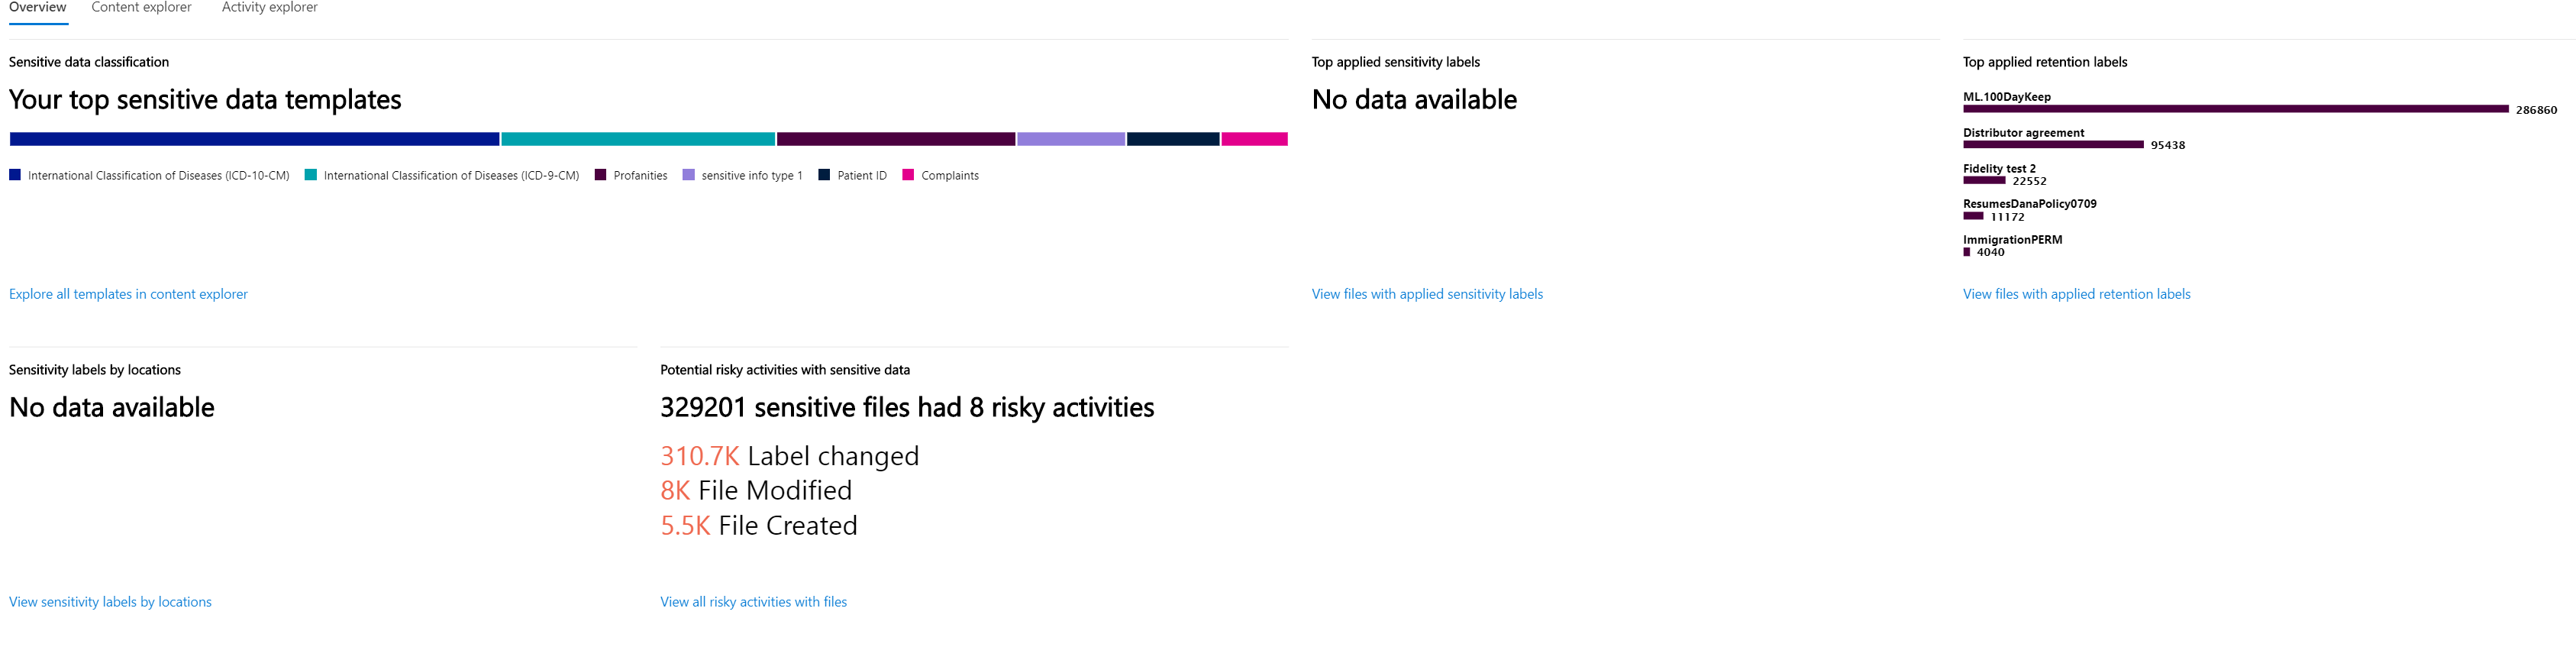 Overview Content explorer Activity explorer
Sensitive data classification
Your top sensitive data templates
International Classification of Diseases (ICD-10-CM) International Classification of Diseases (ICD-9-CM) Profanities sensitive info type 1 Patient ID Complaints
Explore all templates in content explorer
Top applied sensitivity labels
No data available
View files with applied sensitivity labels
Top applied retention labels
ML.100DayKeep
286860
Distributor agreement
95438
Fidelity test 2
22552
ResumesDanaPolicy0709
11172
ImmigrationPERM
4040
View files with applied retention labels
Sensitivity labels by locations
No data available
View sensitivity labels by locations
Potential risky activities with sensitive data
329201 sensitive files had 8 risky activities
310.7K Label changed
8K File Modified
5.5K File Created
View all risky activities with files